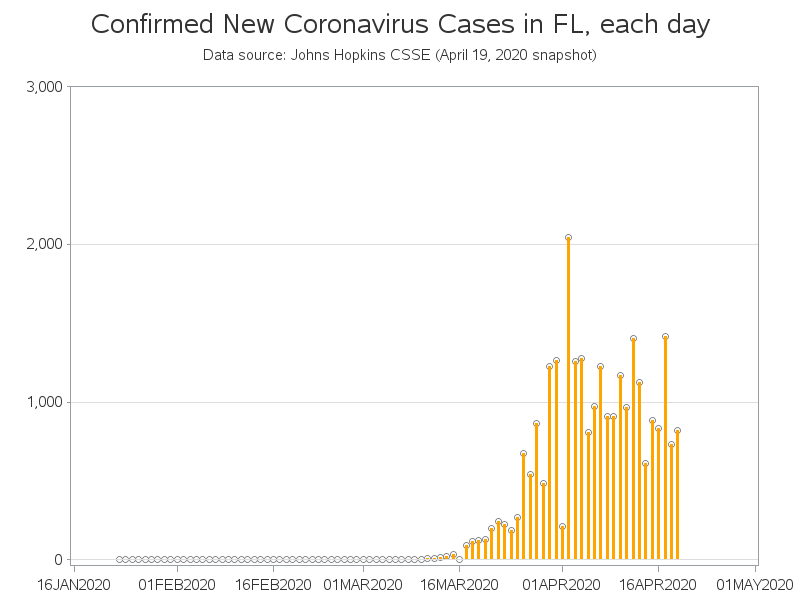 Confirmed New Coronavirus Cases in FL, each day
Data source: Johns Hopkins CSSE (April 19, 2020 snapshot)
3,000
2,000
1,000
0
16JAN2020 01FEB2020 16FEB2020 01MAR2020 16MAR2020 01APR2020 16APR2020 01MAY2020